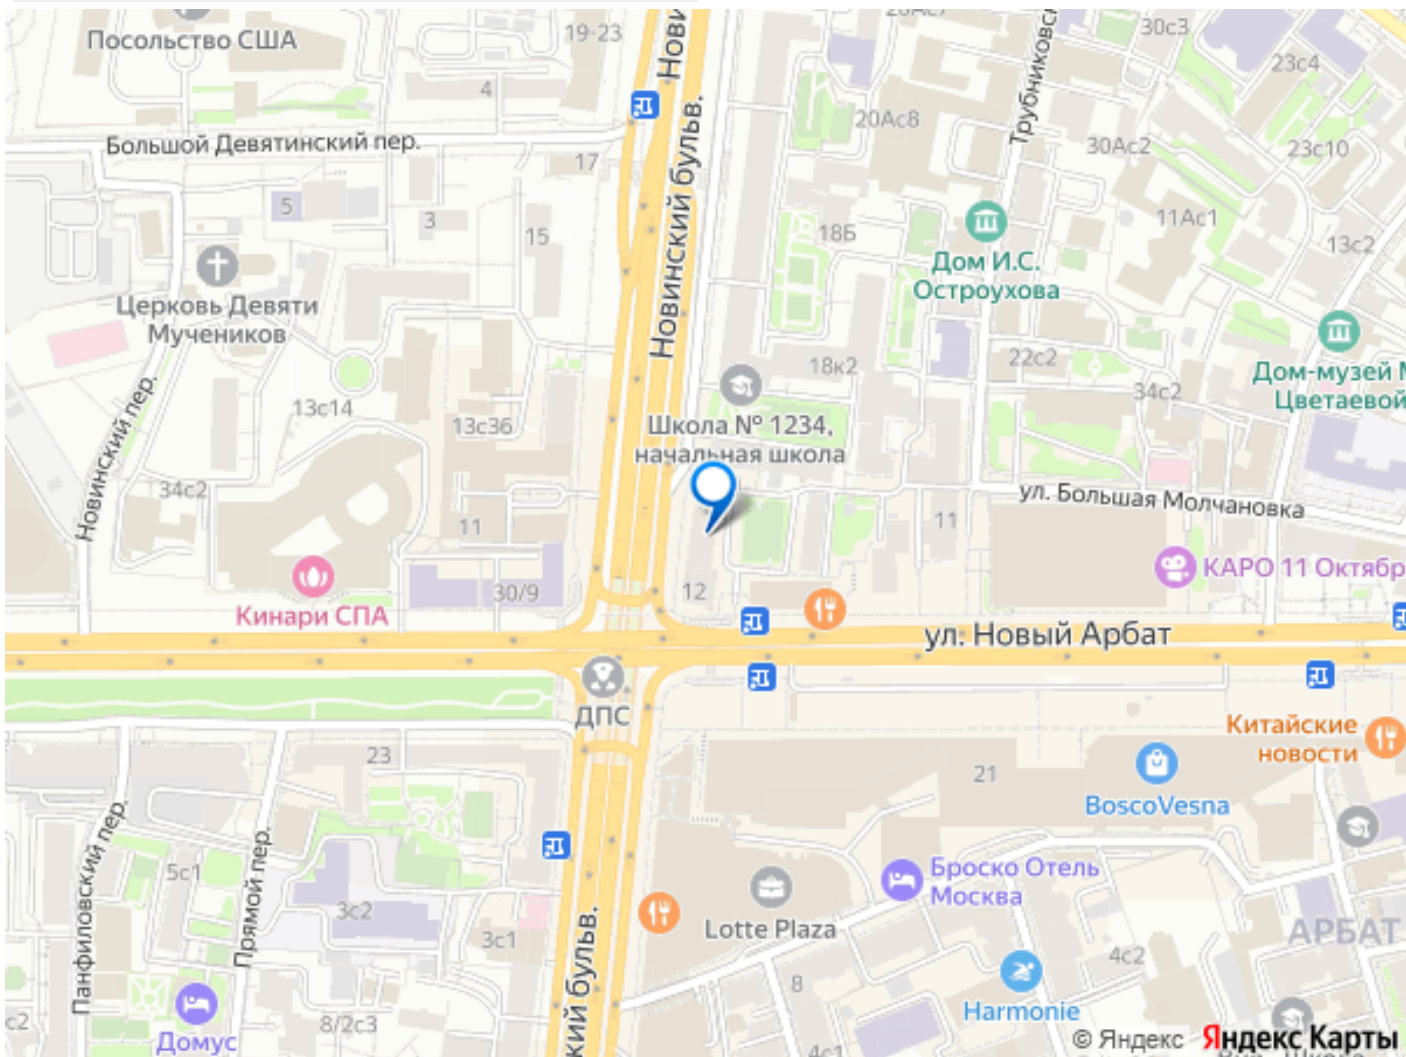 19-23
30с3
Посольство США
23с4
4
20Ас8
Трубниковс
Большой Девятинский пер.
Новинский бульв.
17
30Ас2
23с10
5
3
15
18Б
11Ас1
13с2
Дом И.С.
Остроухова
Церковь Девяти
Мучеников
18к2
22с2
Дом-музей М
Цветаевой
34с2
Новинский пер.
13с14
13с36
Школа № 1234,
начальная школа
34с2
11
11
ул. Большая Молчановка
КАРО 11 Октябр
Кинари СПА
30/9
12
ул. Новый Арбат
ДПС
Китайские
новости
23
21
BoscoVesna
Панфиловский пер.
Прямой пер.
5с1
Броско Отель
Москва
3с2
3с1
Lotte Plaza
АРБАТ
4с2
8
кий бульв.
Harmonie
с2
8/2с3
Домус
4с1
© Яндекс Яндекс Карты